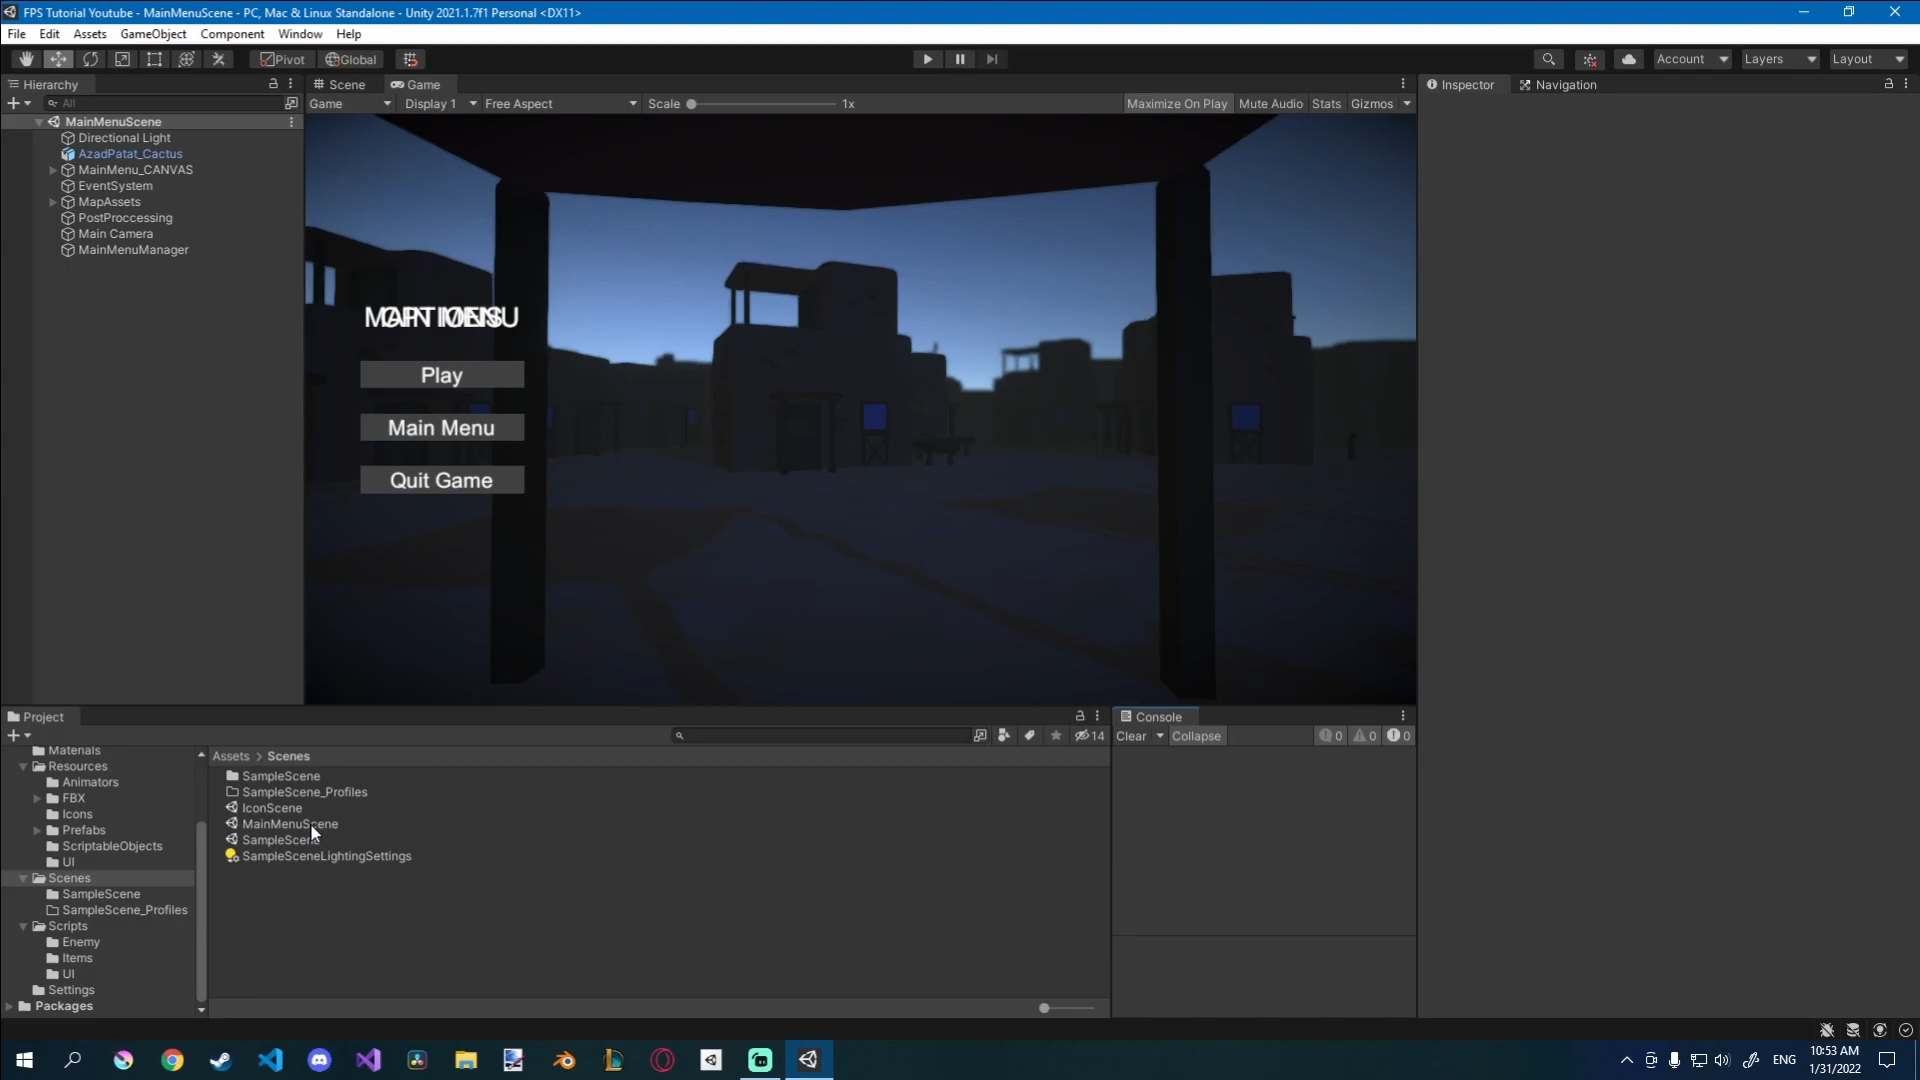 FPS Tutorial Youtube - MainMenuScene - PC, Mac & Linux Standalone - Unity 2021.1.7f1 Personal <DX11>
File Edit Assets GameObject Component Window Help
Pivot Global Account Layers Layout
Hierarchy
All
MainMenuScene
Directional Light
AzadPatat_Cactus
MainMenu_CANVAS
EventSystem
MapAssets
PostProccessing
Main Camera
MainMenuManager
Scene Game
Game Display 1 Free Aspect Scale 1x Maximize On Play Mute Audio Stats Gizmos
MAIN MENU
OPTIONS
Play
Main Menu
Quit Game
Inspector Navigation
Project
14
Materials
Resources
Animators
FBX
Icons
Prefabs
ScriptableObjects
UI
Scenes
SampleScene
SampleScene_Profiles
Scripts
Enemy
Items
UI
Settings
Packages
Assets > Scenes
SampleScene
SampleScene_Profiles
IconScene
MainMenuScene
SampleScene
SampleSceneLightingSettings
Console
Clear Collapse 0 0 0
ENG
10:53 AM
1/31/2022